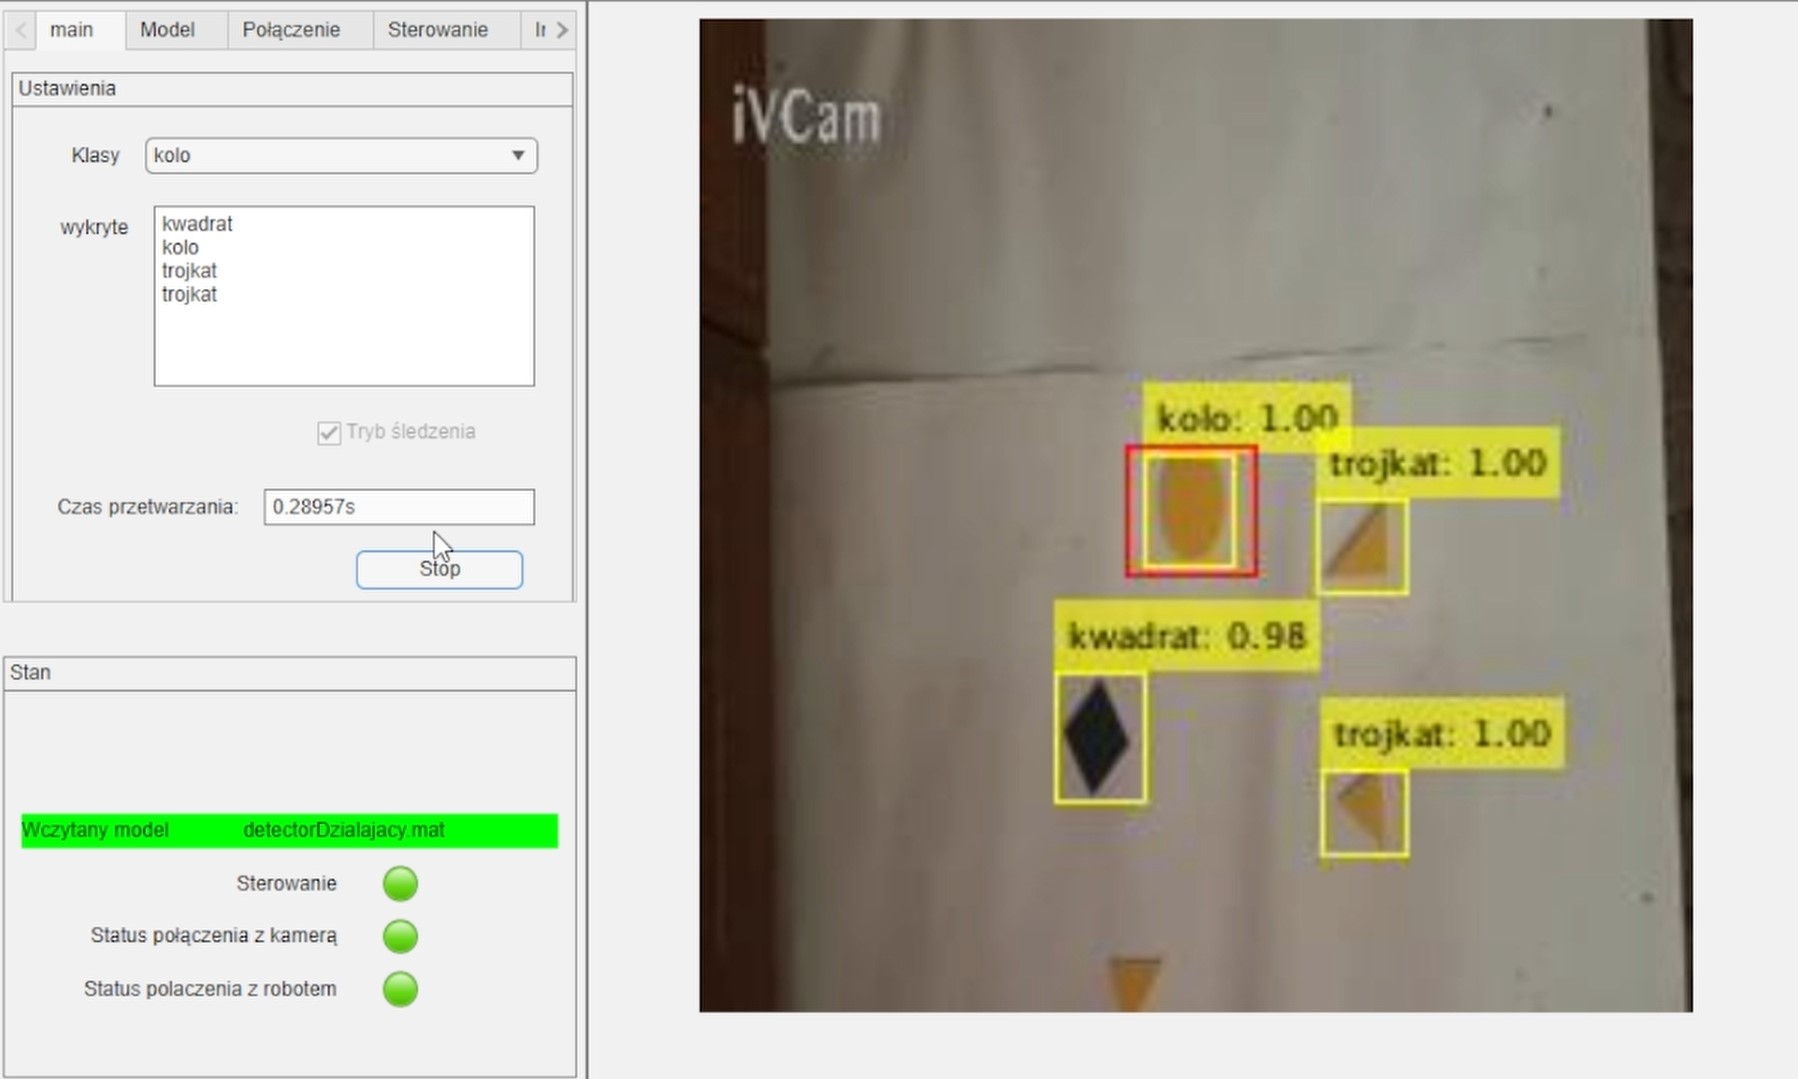 main Model Połączenie Sterowanie
Ustawienia
Klasy kolo
wykryte
kwadrat
kolo
trojkat
trojkat
Tryb śledzenia
Czas przetwarzania: 0.28957s
Stop
Stan
Wczytany model detectorDzialajacy.mat
Sterowanie
Status połączenia z kamerą
Status polaczenia z robotem
iVCam
kolo: 1.00
trojkat: 1.00
kwadrat: 0.98
trojkat: 1.00